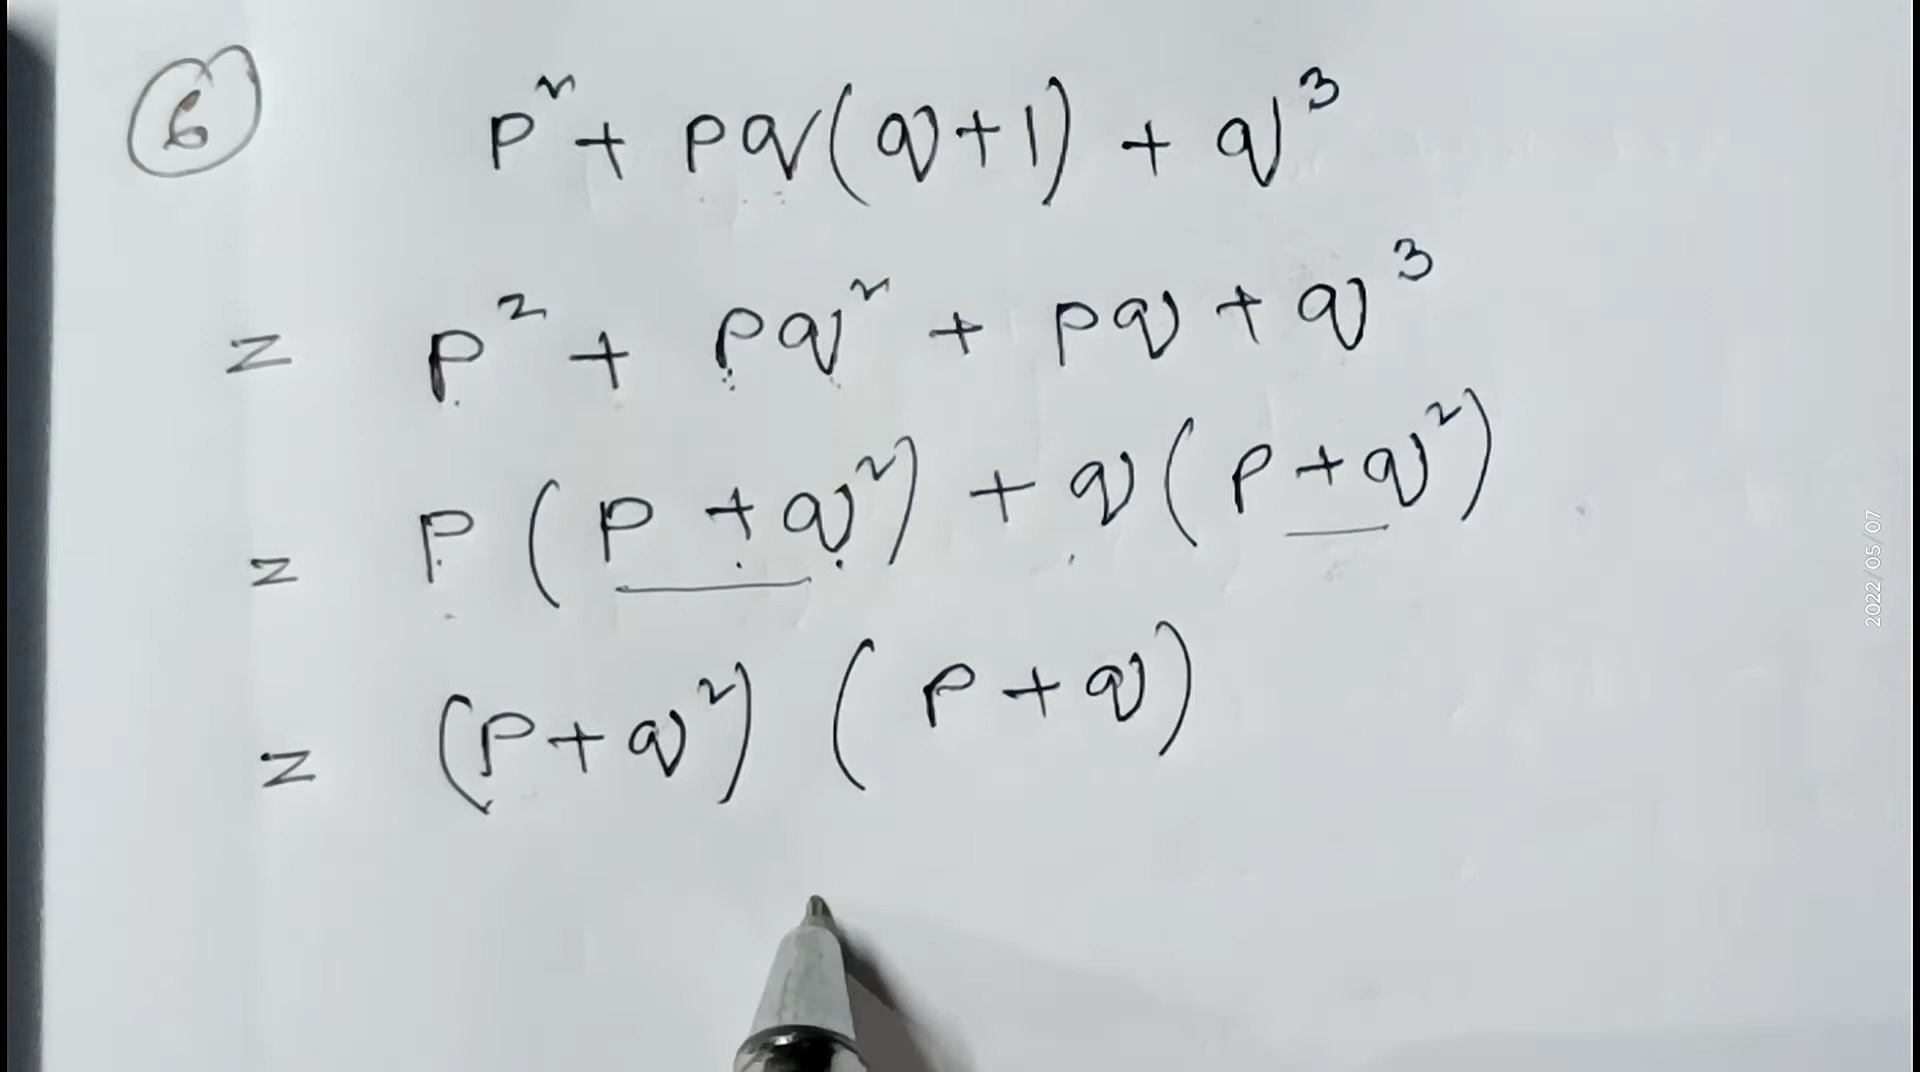 6 p² + pq(q+1) + q³
= p² + pq² + pq + q³
= p(p+q²) + q(p+q²)
= (p+q²)(p+q)
2022/05/07